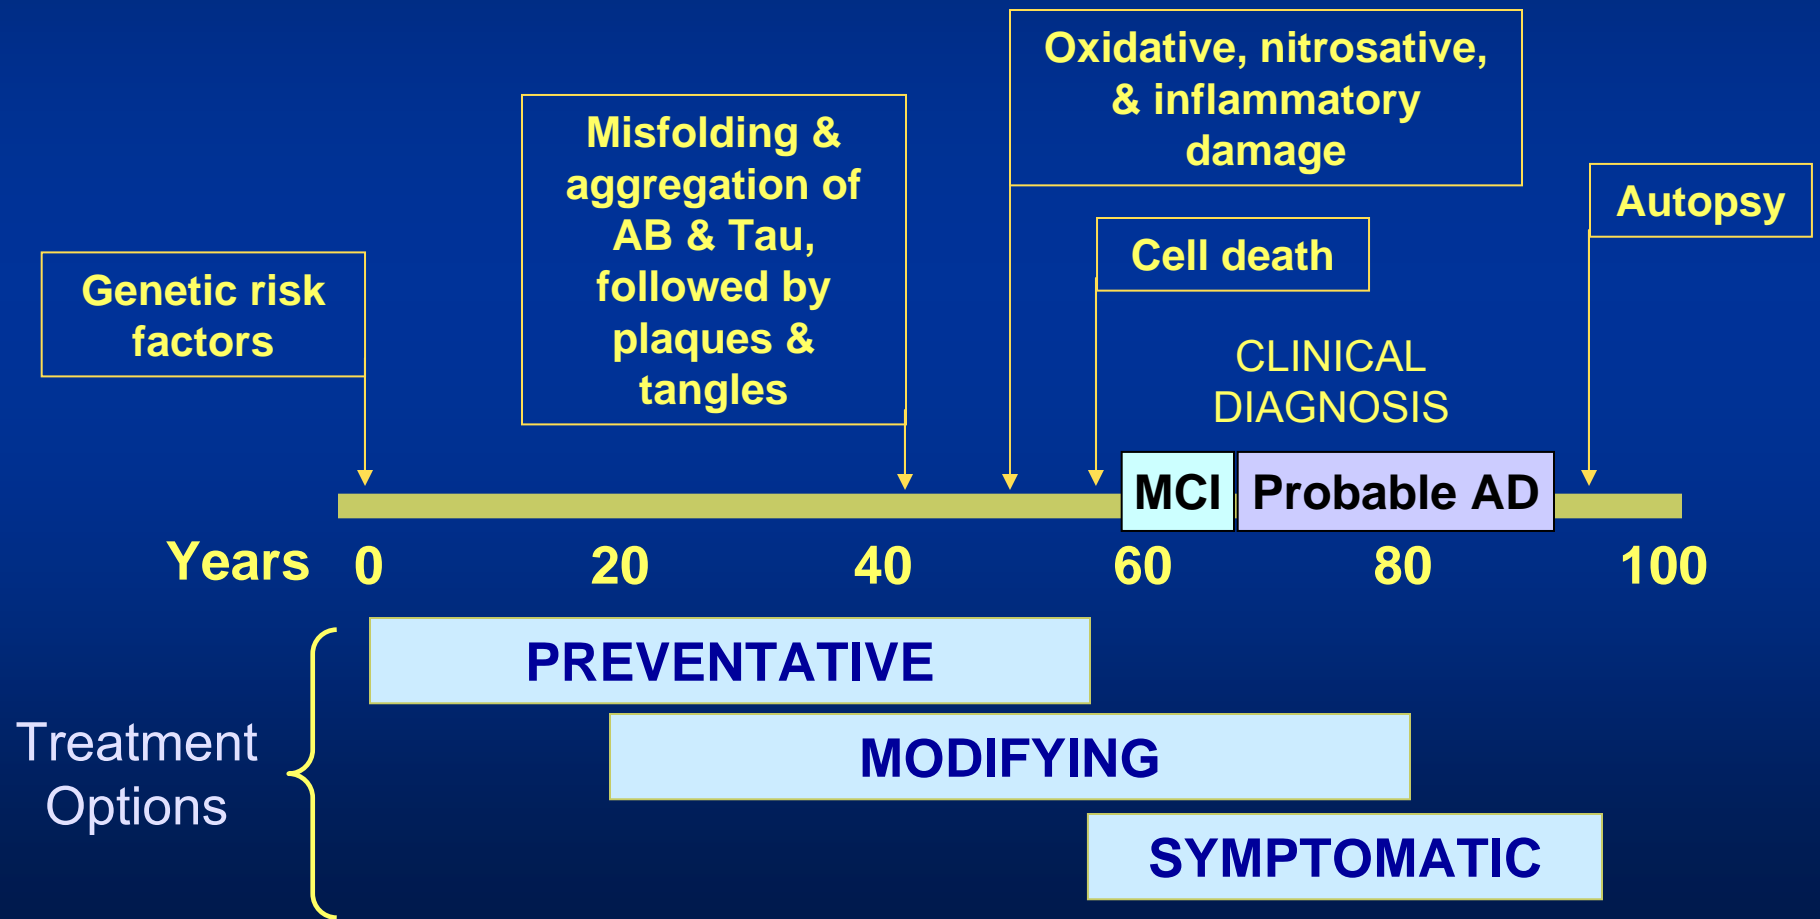 Genetic risk
factors
Misfolding &
aggregation of
AB & Tau,
followed by
plaques &
tangles
Oxidative, nitrosative,
& inflammatory
damage
Cell death
Autopsy
CLINICAL
DIAGNOSIS
MCI
Probable AD
Years 0 20 40 60 80 100
Treatment
Options
PREVENTATIVE
MODIFYING
SYMPTOMATIC